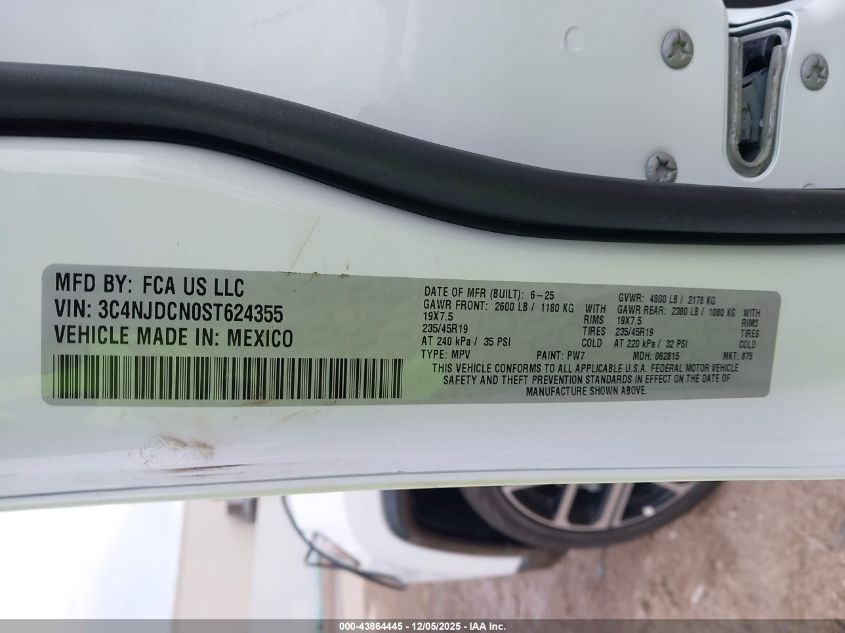 MFD BY: FCA US LLC
VIN: 3C4NJDCN0ST624355
VEHICLE MADE IN: MEXICO
DATE OF MFR (BUILT): 6-25 GVWR: 4800 LB / 2178 KG
GAWR FRONT: 2600 LB / 1180 KG WITH GAWR REAR: 2380 LB / 1080 KG WITH
19X7.5 RIMS 19X7.5 RIMS
235/45R19 TIRES 235/45R19 TIRES
AT 240 kPa / 35 PSI COLD AT 220 kPa / 32 PSI COLD
TYPE: MPV PAINT: PW7 MDH: 062815 MKT: 875
THIS VEHICLE CONFORMS TO ALL APPLICABLE U.S.A. FEDERAL MOTOR VEHICLE
SAFETY AND THEFT PREVENTION STANDARDS IN EFFECT ON THE DATE OF
MANUFACTURE SHOWN ABOVE.
000-43864445 - 12/05/2025 - IAA Inc.